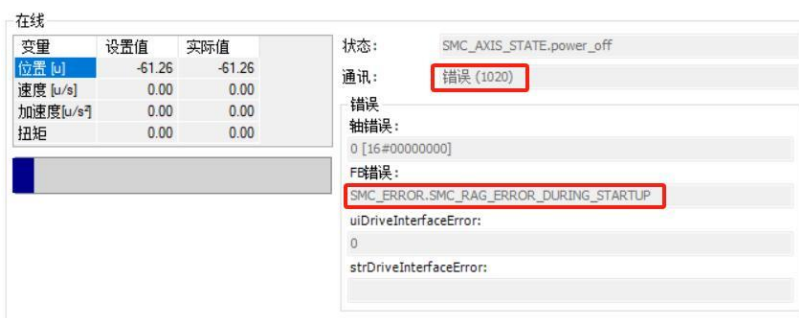 在线
变量 设置值 实际值
位置 [u] -61.26 -61.26
速度 [u/s] 0.00 0.00
加速度[u/s²] 0.00 0.00
扭矩 0.00 0.00
状态: SMC_AXIS_STATE.power_off
通讯: 错误 (1020)
错误
轴错误:
0 [16#00000000]
FB错误:
SMC_ERROR.SMC_RAG_ERROR_DURING_STARTUP
uiDriveInterfaceError:
0
strDriveInterfaceError: